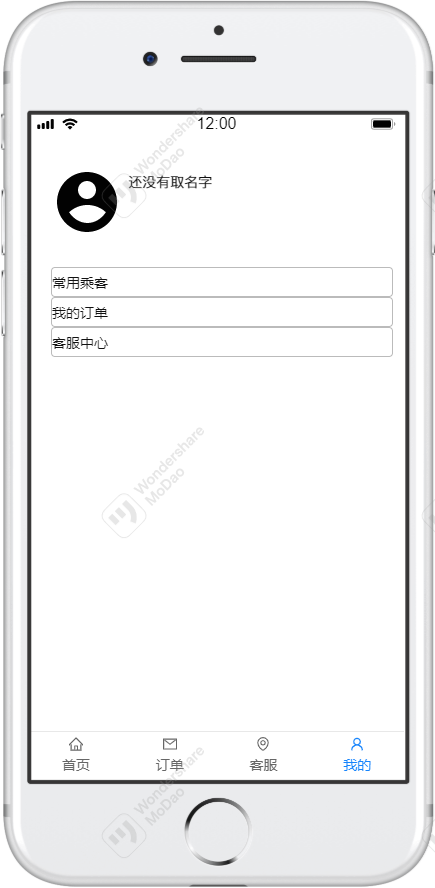 12:00
还没有取名字
常用乘客
我的订单
客服中心
首页
订单
客服
我的
Wondershare
MoDao
Wondershare
MoDao
Wondershare
MoDao